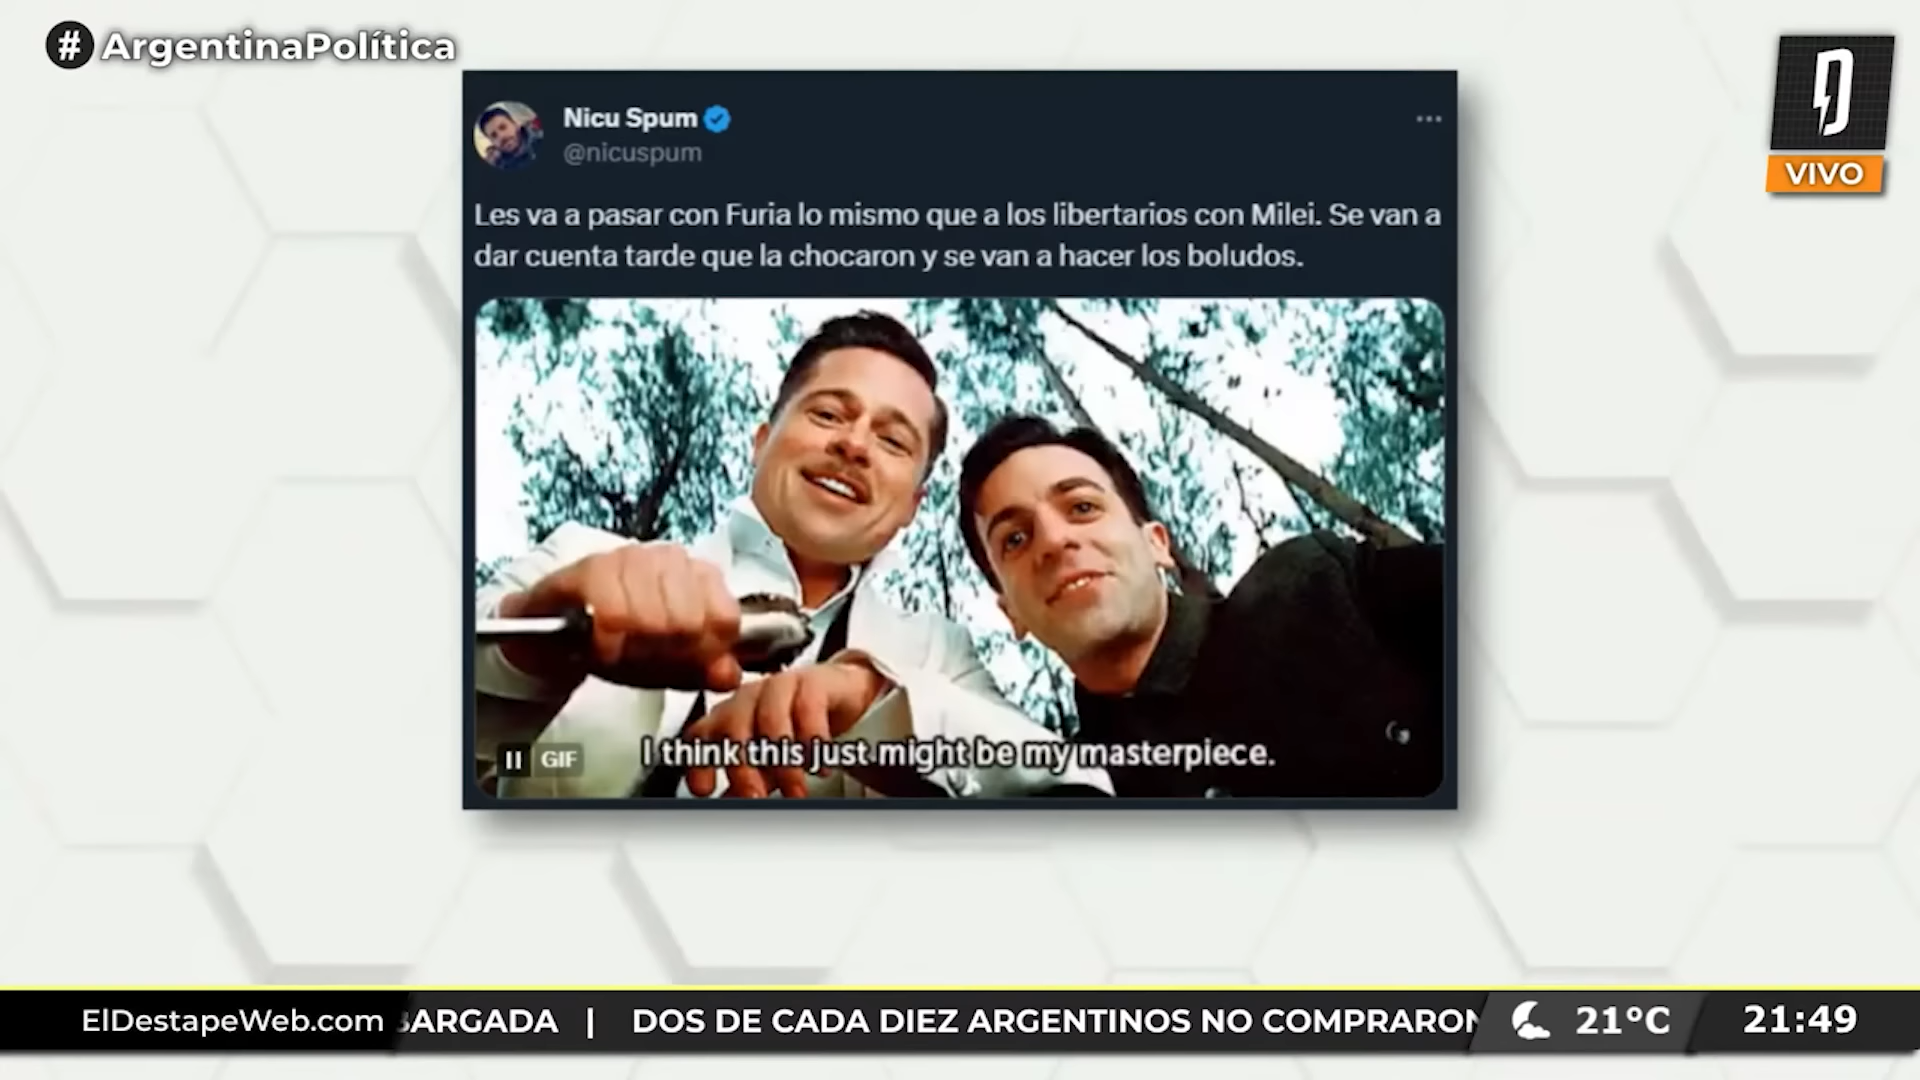 # ArgentinaPolítica
VIVO
Nicu Spum
@nicuspum
Les va a pasar con Furia lo mismo que a los libertarios con Milei. Se van a
dar cuenta tarde que la chocaron y se van a hacer los boludos.
GIF
I think this just might be my masterpiece.
ElDestapeWeb.com
ARGADA | DOS DE CADA DIEZ ARGENTINOS NO COMPRARON
21°C
21:49